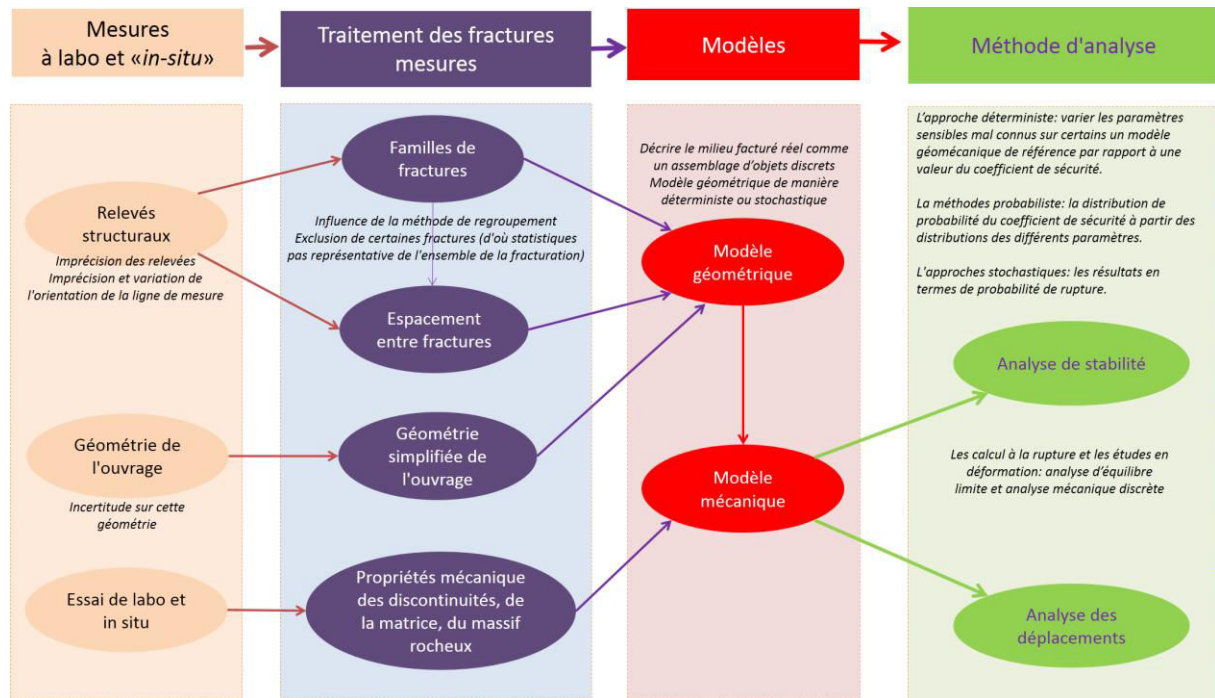 Mesures
à labo et «in-situ»
Traitement des fractures
mesures
Modèles
Méthode d'analyse
Relevés
structuraux
Imprécision des relevées
Imprécision et variation de
l'orientation de la ligne de mesure
Géométrie de
l'ouvrage
Incertitude sur cette
géométrie
Essai de labo et
in situ
Familles de
fractures
Influence de la méthode de regroupement
Exclusion de certaines fractures (d'où statistiques
pas représentative de l'ensemble de la fracturation)
Espacement
entre fractures
Géométrie
simplifiée de
l'ouvrage
Propriétés mécanique
des discontinuités, de
la matrice, du massif
rocheux
Décrire le milieu facturé réel comme
un assemblage d'objets discrets
Modèle géométrique de manière
déterministe ou stochastique
Modèle
géométrique
Modèle
mécanique
L'approche déterministe: varier les paramètres
sensibles mal connus sur certains un modèle
géomécanique de référence par rapport à une
valeur du coefficient de sécurité.
La méthodes probabiliste: la distribution de
probabilité du coefficient de sécurité à partir des
distributions des différents paramètres.
L'approches stochastiques: les résultats en
termes de probabilité de rupture.
Analyse de stabilité
Les calcul à la rupture et les études en
déformation: analyse d'équilibre
limite et analyse mécanique discrète
Analyse des
déplacements